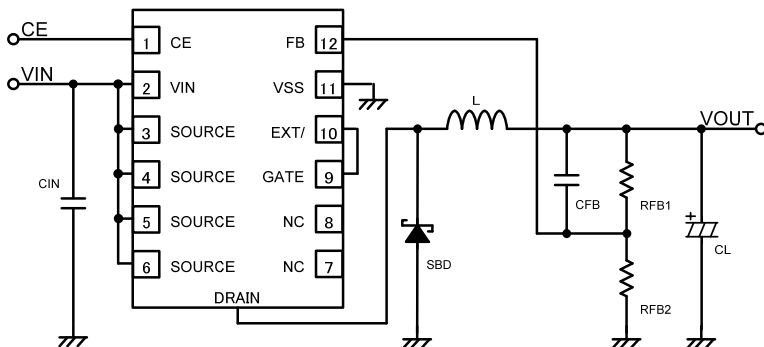 CE
VIN
1 CE FB 12
2 VIN VSS 11
3 SOURCE EXT/ 10
4 SOURCE GATE 9
5 SOURCE NC 8
6 SOURCE NC 7
DRAIN
CIN
L
VOUT
SBD
CFB
RFB1
RFB2
+
CL